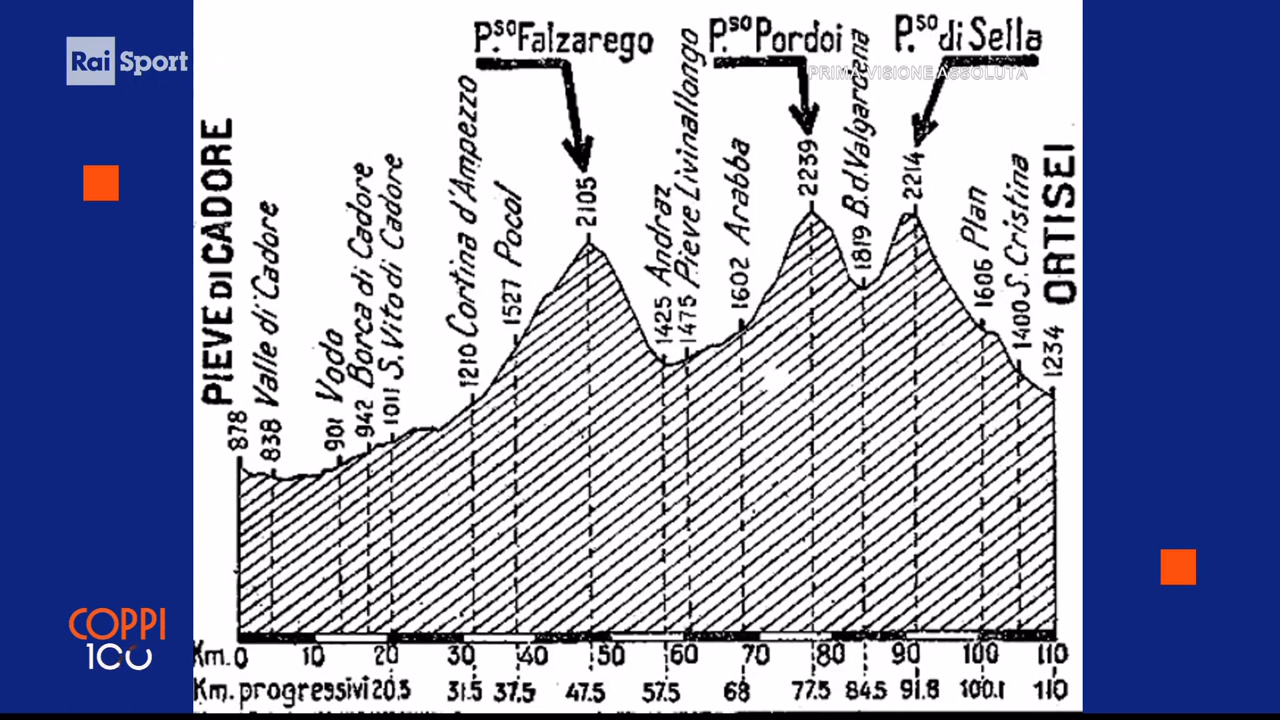 Rai Sport
P.so Falzarego
P.so Pordoi
P.so di Sella
PRIMA VISIONE ASSOLUTA
PIEVE DI CADORE
878
838 Valle di Cadore
901 Vodo
942 Borca di Cadore
1011 S. Vito di Cadore
1210 Cortina d'Ampezzo
1527 Pocol
2105
1425 Andraz
1475 Pieve Livinallongo
1602 Arabba
2239
1819 B. d. Valgardena
2214
1606 Plan
1400 S. Cristina
1234
ORTISEI
COPPI
100
Km. 0 10 20 30 40 50 60 70 80 90 100 110
Km. progressivi 20.5 31.5 37.5 47.5 57.5 68 77.5 84.5 91.8 100.1 110